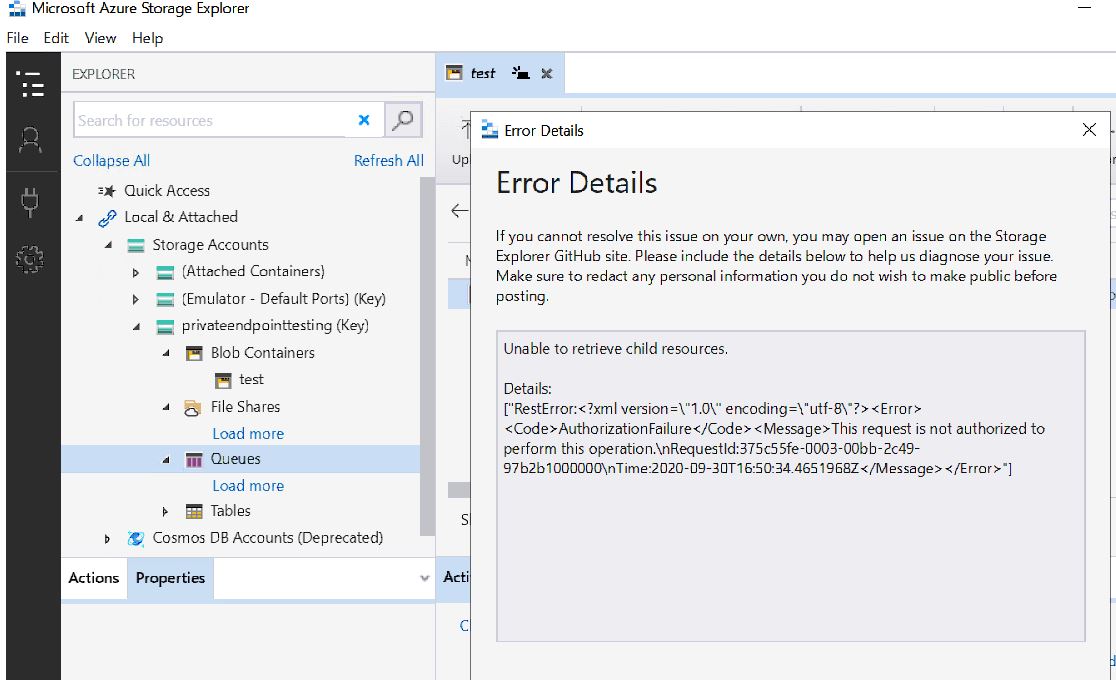 Microsoft Azure Storage Explorer
File Edit View Help
EXPLORER
Search for resources
Collapse All Refresh All
Quick Access
Local & Attached
Storage Accounts
(Attached Containers)
(Emulator - Default Ports) (Key)
privateendpointtesting (Key)
Blob Containers
test
File Shares
Load more
Queues
Load more
Tables
Cosmos DB Accounts (Deprecated)
Actions Properties
test
Up
Acti
Error Details
Error Details
If you cannot resolve this issue on your own, you may open an issue on the Storage
Explorer GitHub site. Please include the details below to help us diagnose your issue.
Make sure to redact any personal information you do not wish to make public before
posting.
Unable to retrieve child resources.
Details:
["RestError:<?xml version=\"1.0\" encoding=\"utf-8\"?><Error>
<Code>AuthorizationFailure</Code><Message>This request is not authorized to
perform this operation.\nRequestId:375c55fe-0003-00bb-2c49-
97b2b1000000\nTime:2020-09-30T16:50:34.4651968Z</Message></Error>"]